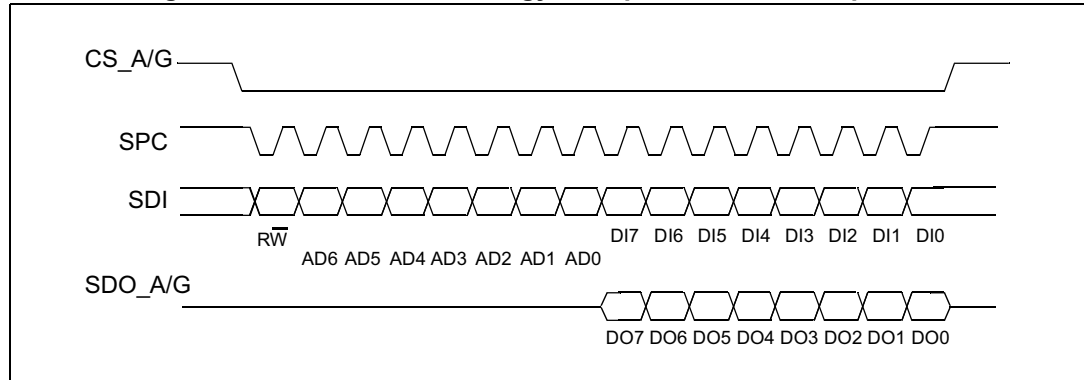 CS_A/G
SPC
SDI
RW̅ DI7 DI6 DI5 DI4 DI3 DI2 DI1 DI0
AD6 AD5 AD4 AD3 AD2 AD1 AD0
SDO_A/G
DO7 DO6 DO5 DO4 DO3 DO2 DO1 DO0